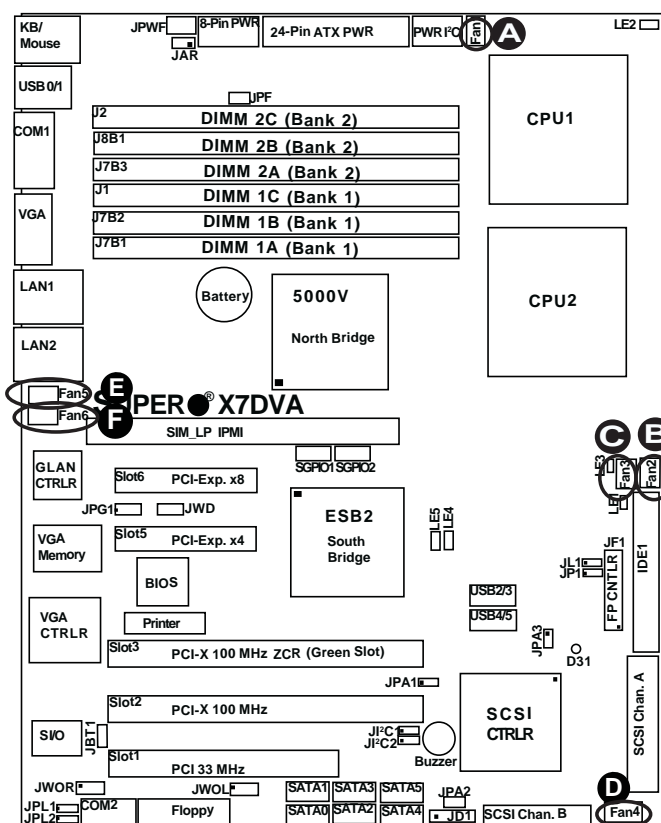 KB/
Mouse
JPWF
JAR
8-Pin PWR
24-Pin ATX PWR
PWR I²C
Fan
A
LE2
USB0/1
JPF
COM1
J2 DIMM 2C (Bank 2)
J8B1 DIMM 2B (Bank 2)
J7B3 DIMM 2A (Bank 2)
J1 DIMM 1C (Bank 1)
J7B2 DIMM 1B (Bank 1)
J7B1 DIMM 1A (Bank 1)
CPU1
VGA
LAN1
Battery
5000V
North Bridge
CPU2
LAN2
Fan5
E
Fan6
F
PER ® X7DVA
SIM_LP IPMI
C
B
LE3
Fan3
Fan2
LE1
GLAN
CTRLR
Slot6 PCI-Exp. x8
SGPIO1
SGPIO2
JPG1
JWD
ESB2
South
Bridge
LE5
LE4
VGA
Memory
Slot5 PCI-Exp. x4
JF1
FP CNTLR
IDE1
JL1
JP1
BIOS
USB2/3
USB4/5
VGA
CTRLR
Printer
JPA3
D31
Slot3 PCI-X 100 MHz ZCR (Green Slot)
JPA1
Slot2 PCI-X 100 MHz
SCSI
CTRLR
SCSI Chan. A
S/IO
JBT1
JI²C1
JI²C2
Buzzer
Slot1
PCI 33 MHz
D
JWOR
JWOL
SATA1
SATA3
SATA5
JPA2
JPL1
JPL2
COM2
Floppy
SATA0
SATA2
SATA4
JD1
SCSI Chan. B
Fan4